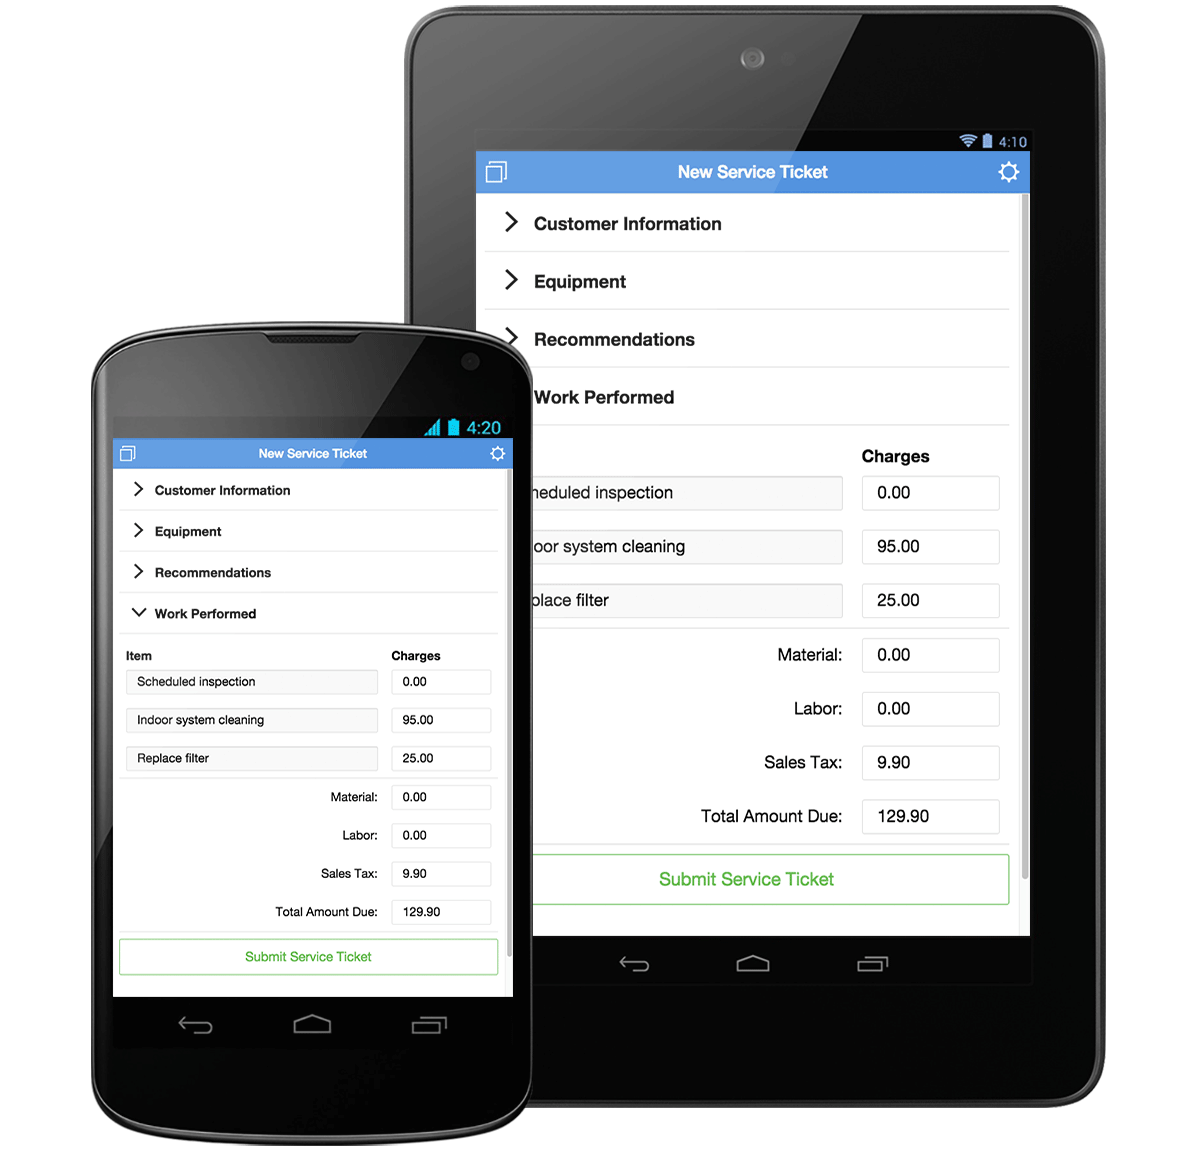 4:10
New Service Ticket
Customer Information
Equipment
Recommendations
Work Performed
Charges
inspection 0.00
system cleaning 95.00
filter 25.00
Material: 0.00
Labor: 0.00
Sales Tax: 9.90
Total Amount Due: 129.90
Submit Service Ticket
4:20
New Service Ticket
Customer Information
Equipment
Recommendations
Work Performed
Item Charges
Scheduled inspection 0.00
Indoor system cleaning 95.00
Replace filter 25.00
Material: 0.00
Labor: 0.00
Sales Tax: 9.90
Total Amount Due: 129.90
Submit Service Ticket